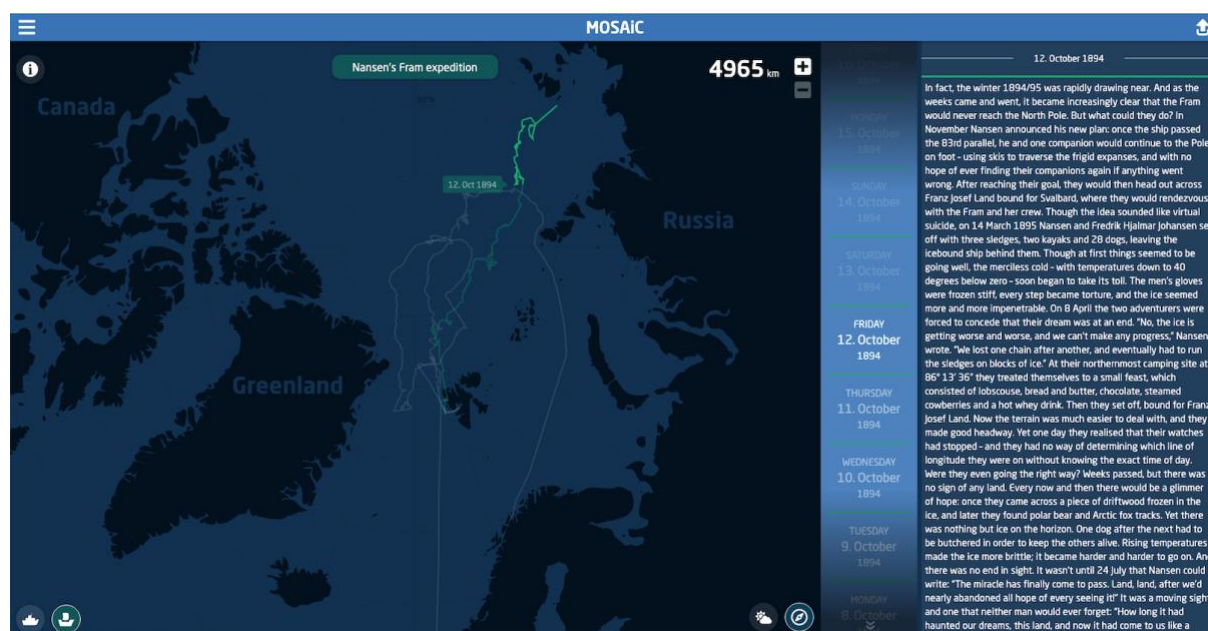 MOSAiC
Nansen's Fram expedition
4965 km
Canada
12. Oct 1894
Russia
Greenland
MONDAY
15. October
1894
SUNDAY
14. October
1894
SATURDAY
13. October
1894
FRIDAY
12. October
1894
THURSDAY
11. October
1894
WEDNESDAY
10. October
1894
TUESDAY
9. October
1894
MONDAY
8. October
12. October 1894
In fact, the winter 1894/95 was rapidly drawing near. And as the
weeks came and went, it became increasingly clear that the Fram
would never reach the North Pole. But what could they do? In
November Nansen announced his new plan: once the ship passed
the 83rd parallel, he and one companion would continue to the Pole
on foot – using skis to traverse the frigid expanses, and with no
hope of ever finding their companions again if anything went
wrong. After reaching their goal, they would then head out across
Franz Josef Land bound for Svalbard, where they would rendezvous
with the Fram and her crew. Though the idea sounded like virtual
suicide, on 14 March 1895 Nansen and Fredrik Hjalmar Johansen se
off with three sledges, two kayaks and 28 dogs, leaving the
icebound ship behind them. Though at first things seemed to be
going well, the merciless cold – with temperatures down to 40
degrees below zero – soon began to take its toll. The men's gloves
were frozen stiff, every step became torture, and the ice seemed
more and more impenetrable. On 8 April the two adventurers were
forced to concede that their dream was at an end. "No, the ice is
getting worse and worse, and we can't make any progress," Nansen
wrote. "We lost one chain after another, and eventually had to run
the sledges on blocks of ice." At their northernmost camping site at
86° 13' 36" they treated themselves to a small feast, which
consisted of lobscouse, bread and butter, chocolate, steamed
cowberries and a hot whey drink. Then they set off, bound for Franz
Josef Land. Now the terrain was much easier to deal with, and they
made good headway. Yet one day they realised that their watches
had stopped – and they had no way of determining which line of
longitude they were on without knowing the exact time of day.
Were they even going the right way? Weeks passed, but there was
no sign of any land. Every now and then there would be a glimmer
of hope: once they came across a piece of driftwood frozen in the
ice, and later they found polar bear and Arctic fox tracks. Yet there
was nothing but ice on the horizon. One dog after the next had to
be butchered in order to keep the others alive. Rising temperatures
made the ice more brittle; it became harder and harder to go on. An
there was no end in sight. It wasn't until 24 July that Nansen could
write: "The miracle has finally come to pass. Land, land, after we'd
nearly abandoned all hope of every seeing it!" It was a moving sight
and one that neither man would ever forget: "How long it had
haunted our dreams, this land, and now it had come to us like a